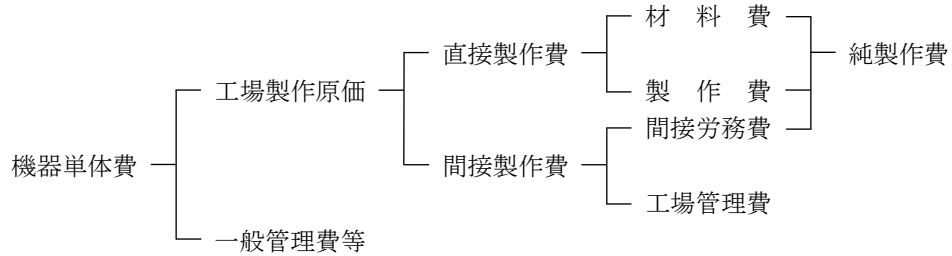 材料費
直接製作費
純製作費
工場製作原価
製作費
間接労務費
機器単体費
間接製作費
工場管理費
一般管理費等